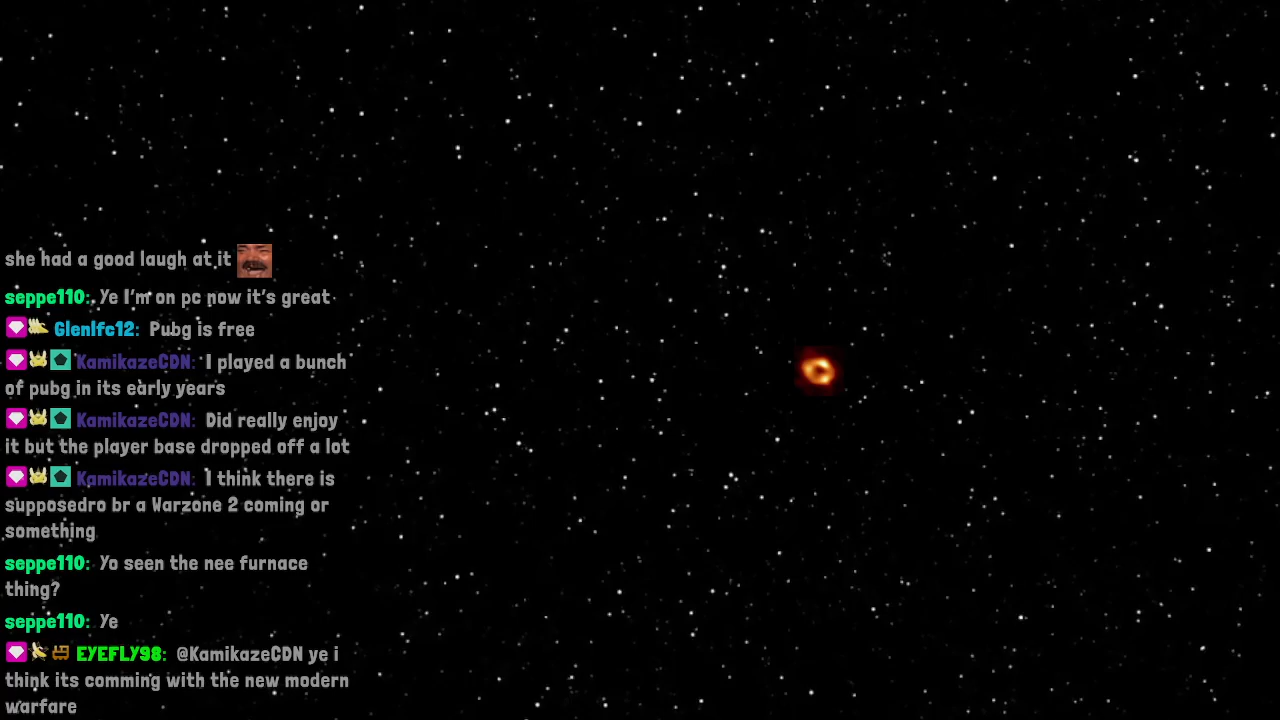 she had a good laugh at it
seppe110: Ye I'm on pc now it's great
Glenlfc12: Pubg is free
KamikazeCDN: I played a bunch
of pubg in its early years
KamikazeCDN: Did really enjoy
it but the player base dropped off a lot
KamikazeCDN: I think there is
supposedro br a Warzone 2 coming or
something
seppe110: Yo seen the nee furnace
thing?
seppe110: Ye
EYEFLY98: @KamikazeCDN ye i
think its comming with the new modern
warfare